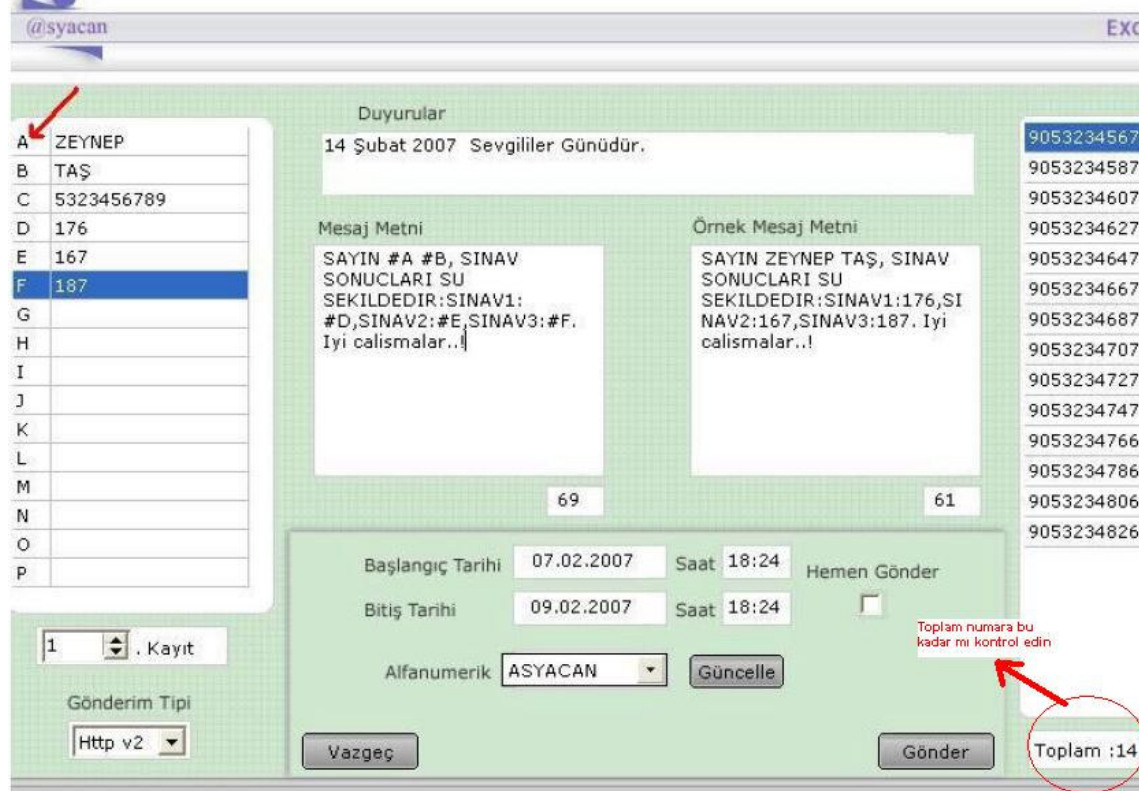 @syacan
Exc
A ZEYNEP
B TAŞ
C 5323456789
D 176
E 167
F 187
G
H
I
J
K
L
M
N
O
P
1 . Kayıt
Gönderim Tipi
Http v2
Duyurular
14 Şubat 2007 Sevgililer Günüdür.
Mesaj Metni
SAYIN #A #B, SINAV
SONUCLARI SU
SEKILDEDIR:SINAV1:
#D,SINAV2:#E,SINAV3:#F.
Iyi calismalar..!
69
Örnek Mesaj Metni
SAYIN ZEYNEP TAŞ, SINAV
SONUCLARI SU
SEKILDEDIR:SINAV1:176,SI
NAV2:167,SINAV3:187. Iyi
calismalar..!
61
Başlangıç Tarihi 07.02.2007 Saat 18:24 Hemen Gönder
Bitiş Tarihi 09.02.2007 Saat 18:24
Alfanumerik ASYACAN Güncelle
Vazgeç Gönder
9053234567
9053234587
9053234607
9053234627
9053234647
9053234667
9053234687
9053234707
9053234727
9053234747
9053234766
9053234786
9053234806
9053234826
Toplam numara bu
kadar mı kontrol edin
Toplam :14